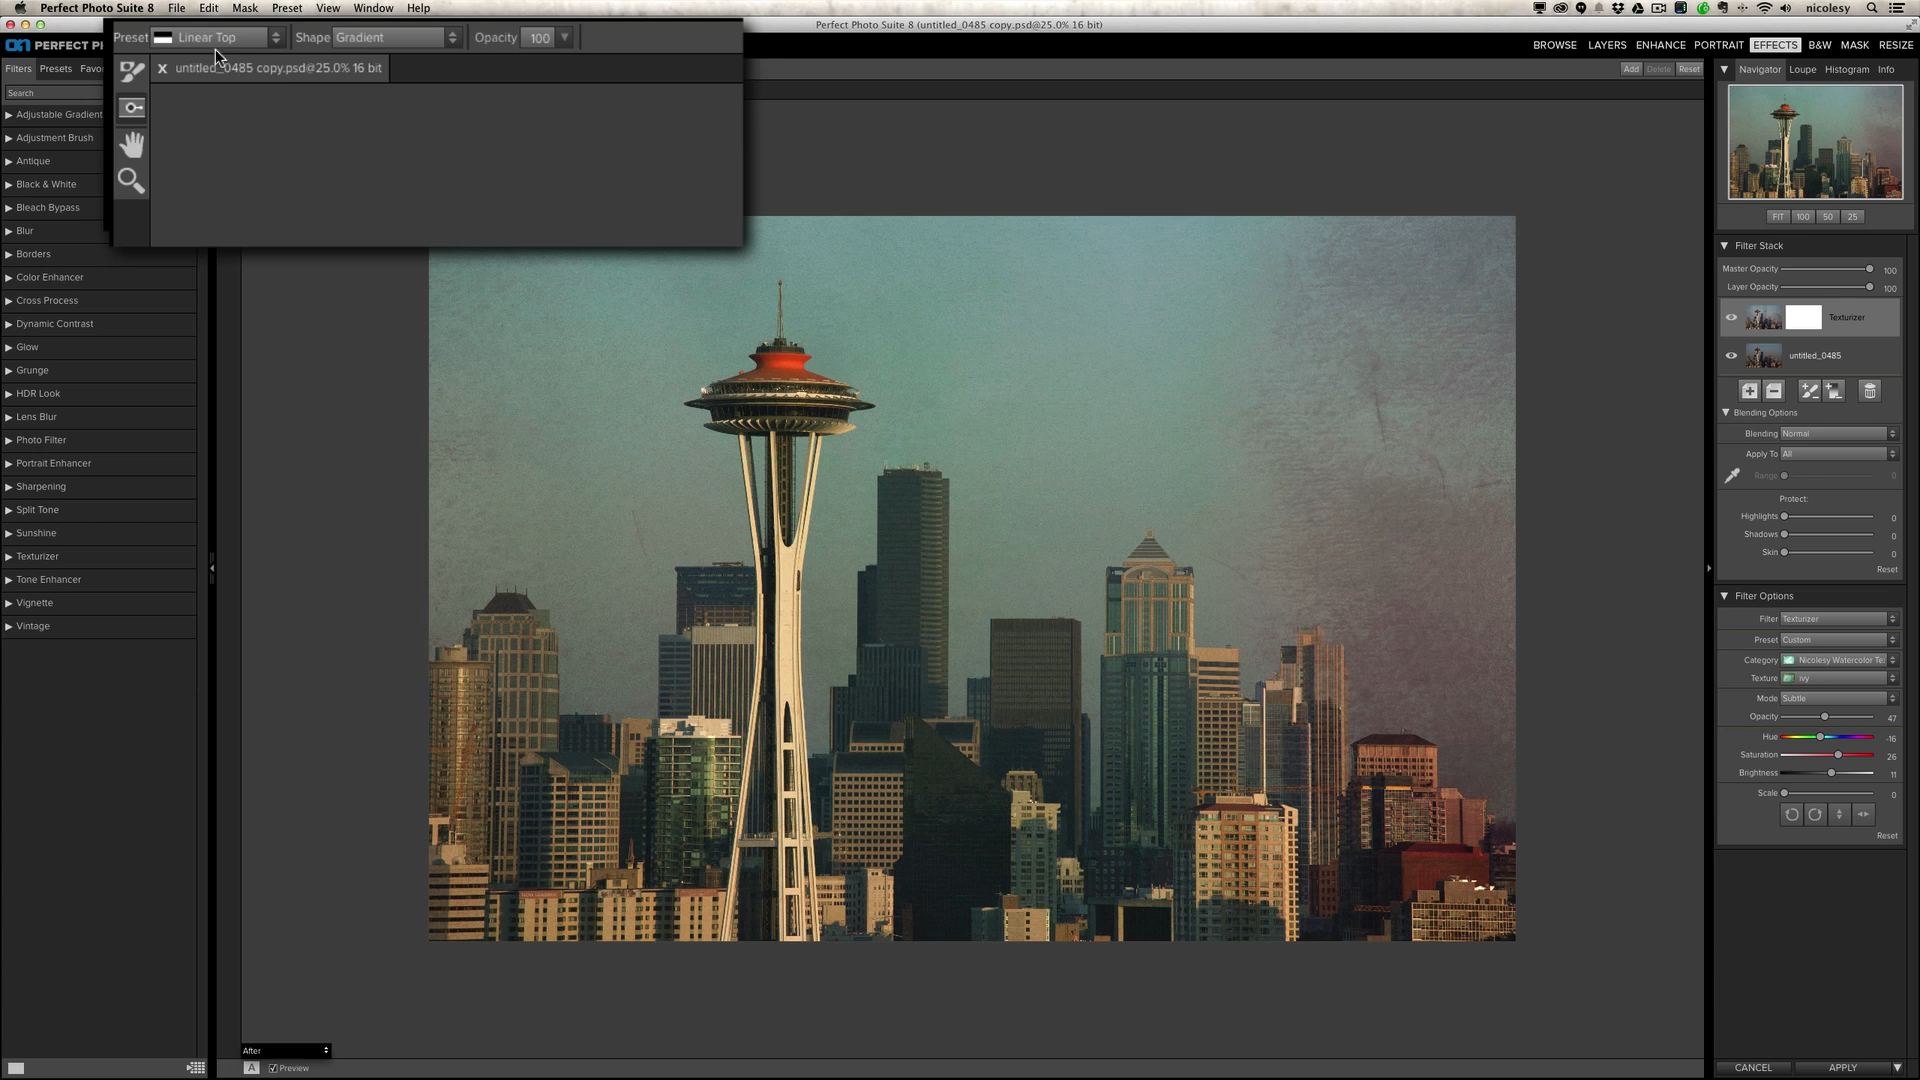 Perfect Photo Suite 8 File Edit Mask Preset View Window Help nicolesy
Perfect Photo Suite 8 (untitled_0485 copy.psd@25.0% 16 bit)
on PERFECT PH
BROWSE LAYERS ENHANCE PORTRAIT EFFECTS B&W MASK RESIZE
Preset Linear Top Shape Gradient Opacity 100
x untitled_0485 copy.psd@25.0% 16 bit
Filters Presets Favo
Search
Adjustable Gradient
Adjustment Brush
Antique
Black & White
Bleach Bypass
Blur
Borders
Color Enhancer
Cross Process
Dynamic Contrast
Glow
Grunge
HDR Look
Lens Blur
Photo Filter
Portrait Enhancer
Sharpening
Split Tone
Sunshine
Texturizer
Tone Enhancer
Vignette
Vintage
Add Delete Reset
After
A Preview
Navigator Loupe Histogram Info
FIT 100 50 25
Filter Stack
Master Opacity 100
Layer Opacity 100
Texturizer
untitled_0485
Blending Options
Blending Normal
Apply To All
Range 0
Protect:
Highlights 0
Shadows 0
Skin 0
Reset
Filter Options
Filter Texturizer
Preset Custom
Category Nicolesy Watercolor Te
Texture ivy
Mode Subtle
Opacity 47
Hue -16
Saturation 26
Brightness 11
Scale 0
Reset
CANCEL APPLY